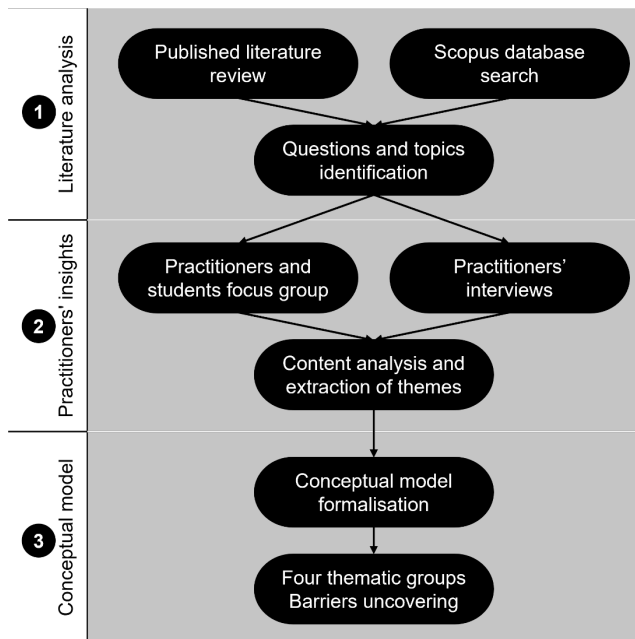 1
Literature analysis
Published literature
review
Scopus database
search
Questions and topics
identification
2
Practitioners' insights
Practitioners and
students focus group
Practitioners'
interviews
Content analysis and
extraction of themes
3
Conceptual model
Conceptual model
formalisation
Four thematic groups
Barriers uncovering